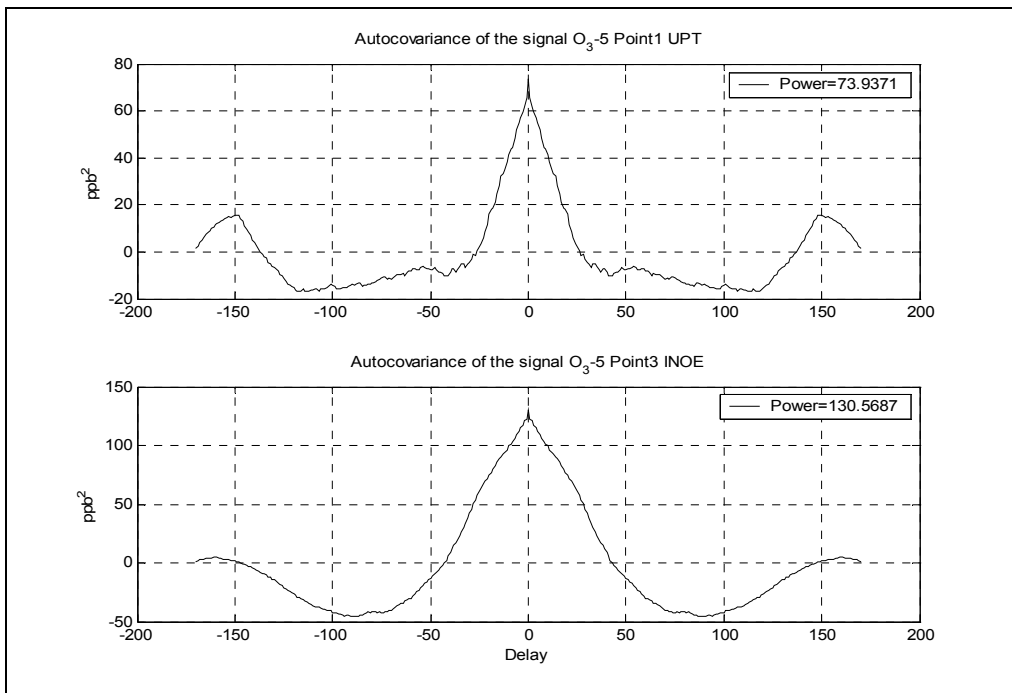 Autocovariance of the signal O3-5 Point1 UPT
80
60
40
20
0
-20
ppb2
Power=73.9371
-200 -150 -100 -50 0 50 100 150 200
Autocovariance of the signal O3-5 Point3 INOE
150
100
50
0
-50
ppb2
Power=130.5687
-200 -150 -100 -50 0 50 100 150 200
Delay